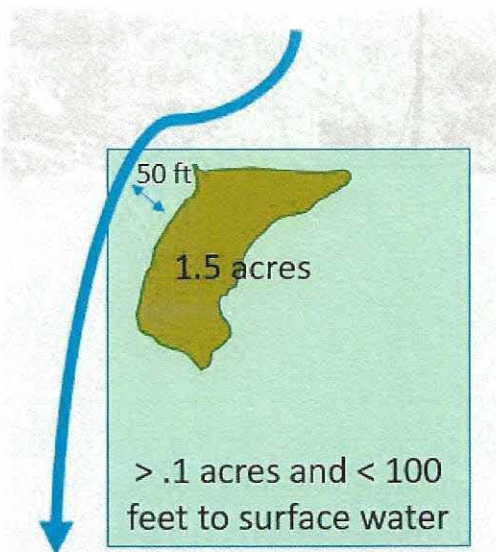 50 ft
1.5 acres
> .1 acres and < 100
feet to surface water